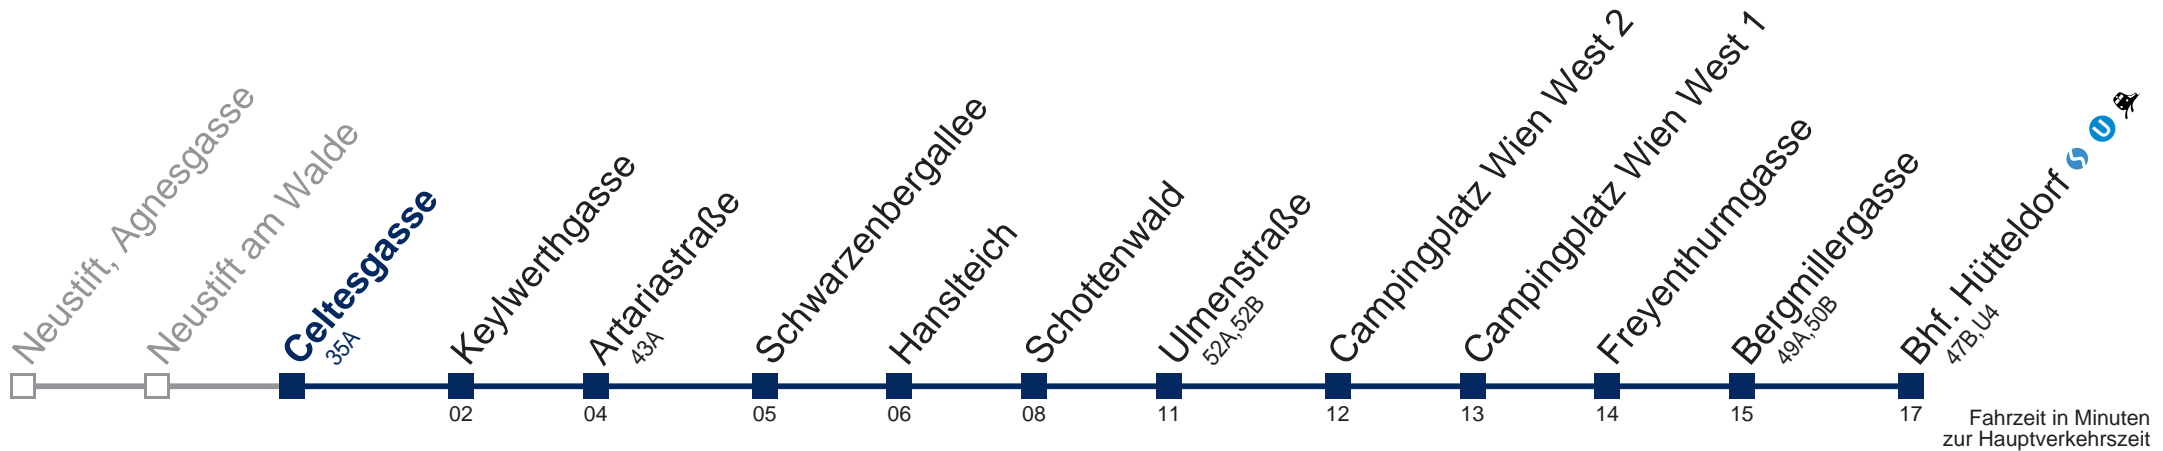 Neustift, Agnesgasse
Neustift am Walde
Celtesgasse
35A
Keylwerthgasse
Artariastraße
43A
Schwarzenbergallee
Hanslteich
Schottenwald
Ulmenstraße
52A,52B
Campingplatz Wien West 2
Campingplatz Wien West 1
Freyenthurmgasse
Bergmillergasse
49A,50B
Bhf. Hütteldorf S U
47B,U4
02 04 05 06 08 11 12 13 14 15 17
Fahrzeit in Minuten
zur Hauptverkehrszeit